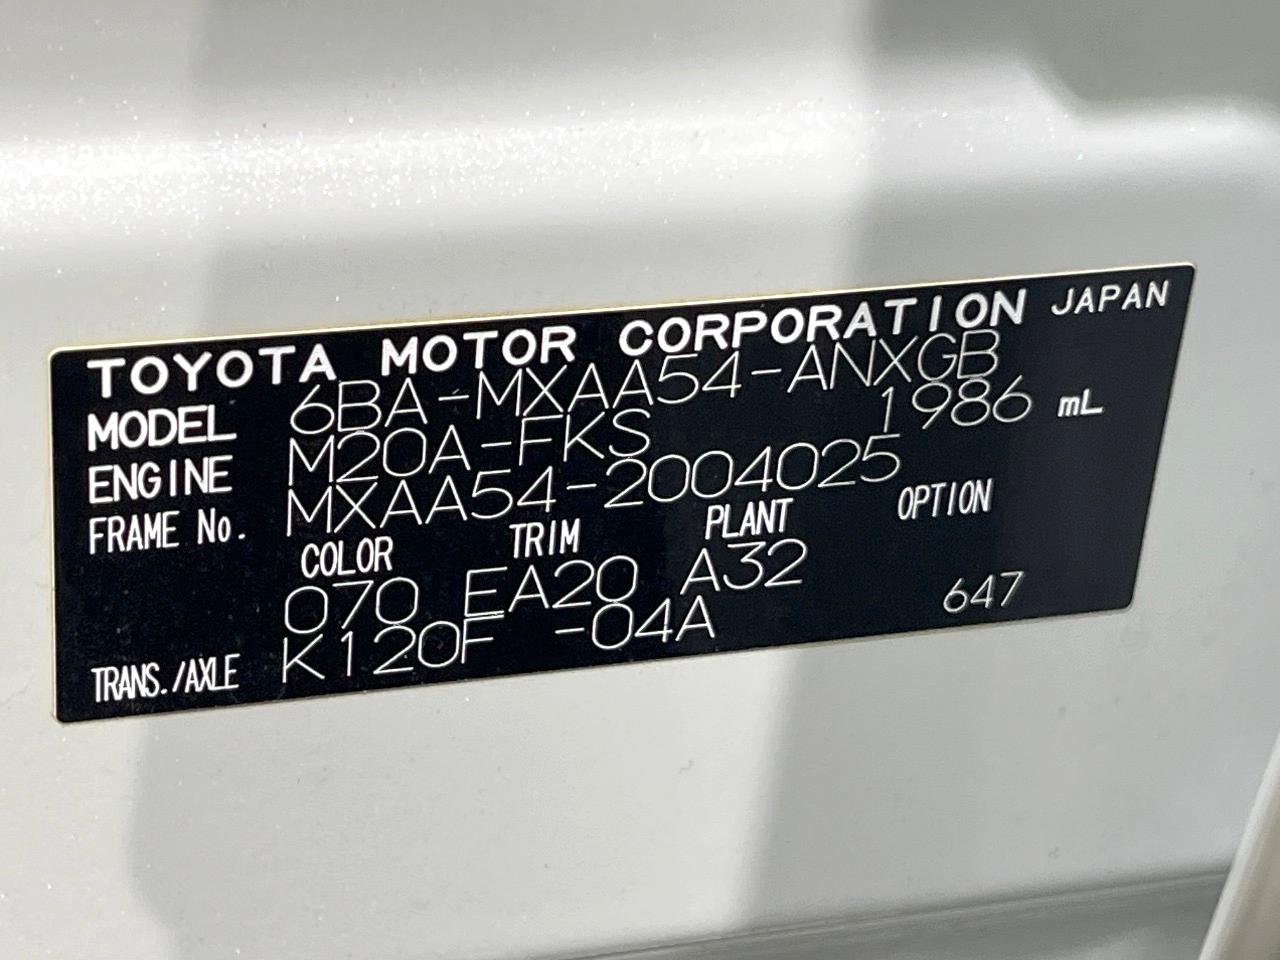 TOYOTA MOTOR CORPORATION JAPAN
MODEL 6BA-MXAA54-ANXGB
ENGINE M20A-FKS 1986 mL
FRAME No. MXAA54-2004025
COLOR TRIM PLANT OPTION
070 EA20 A32
TRANS./AXLE K120F -04A 647